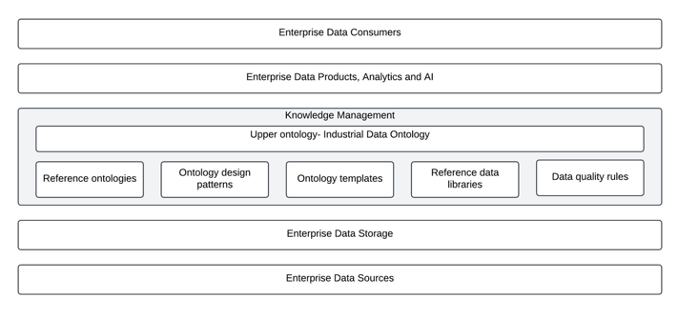 Enterprise Data Consumers
Enterprise Data Products, Analytics and AI
Knowledge Management
Upper ontology- Industrial Data Ontology
Reference ontologies
Ontology design
patterns
Ontology templates
Reference data
libraries
Data quality rules
Enterprise Data Storage
Enterprise Data Sources